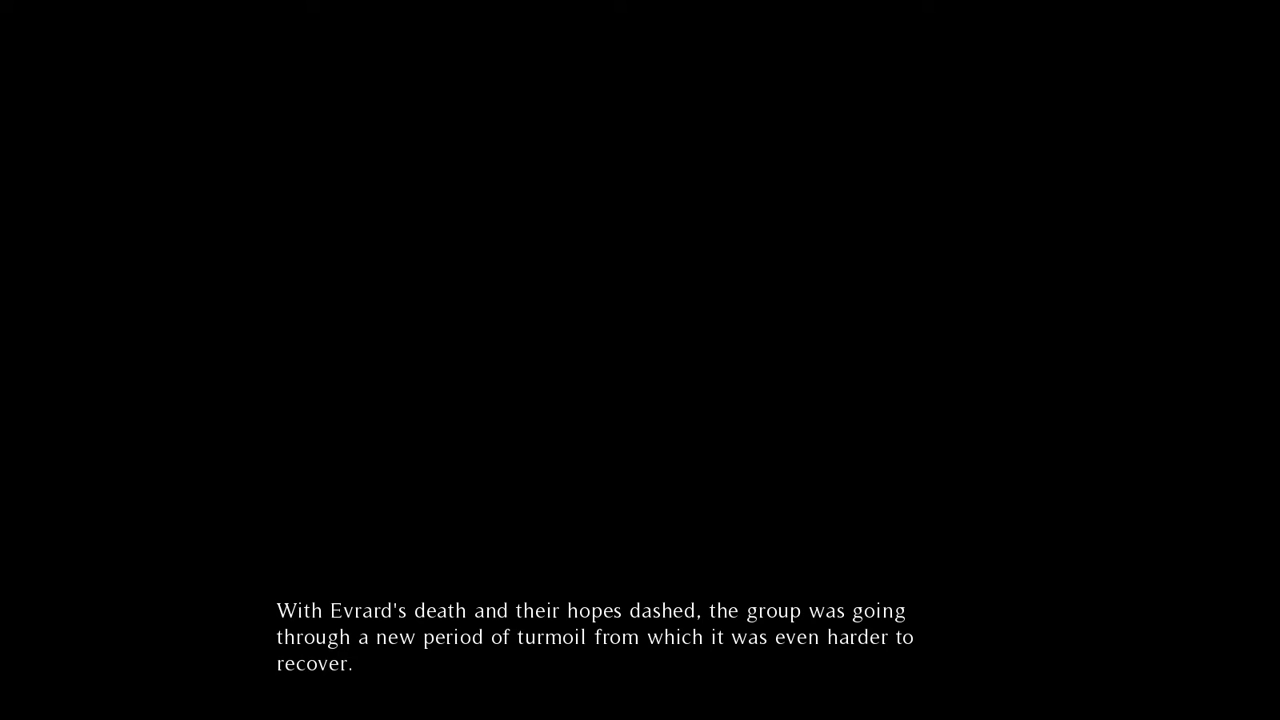 With Evrard's death and their hopes dashed, the group was going
through a new period of turmoil from which it was even harder to
recover.